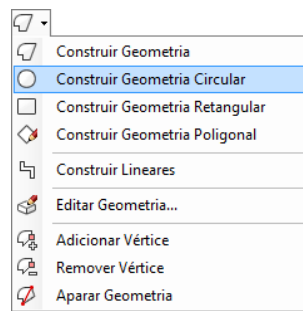 Construir Geometria
Construir Geometria Circular
Construir Geometria Retangular
Construir Geometria Poligonal
Construir Lineares
Editar Geometria...
Adicionar Vértice
Remover Vértice
Aparar Geometria